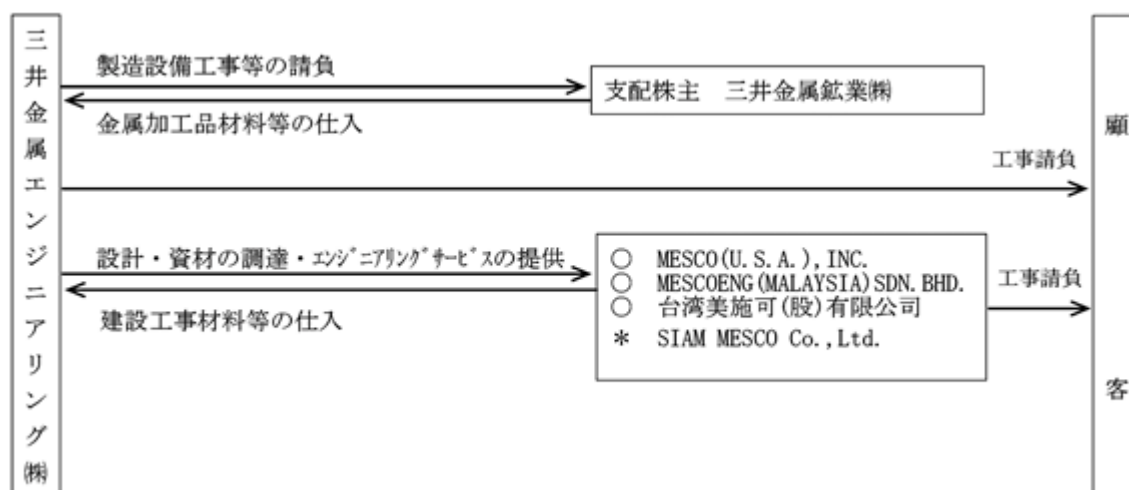 三井金属エンジニアリング㈱
製造設備工事等の請負
支配株主 三井金属鉱業㈱
金属加工品材料等の仕入
工事請負
設計・資材の調達・ｴﾝｼﾞﾆｱﾘﾝｸﾞｻｰﾋﾞｽの提供
建設工事材料等の仕入
○ MESCO(U.S.A.),INC.
○ MESCOENG(MALAYSIA)SDN.BHD.
○ 台湾美施可(股)有限公司
* SIAM MESCO Co.,Ltd.
工事請負
顧客